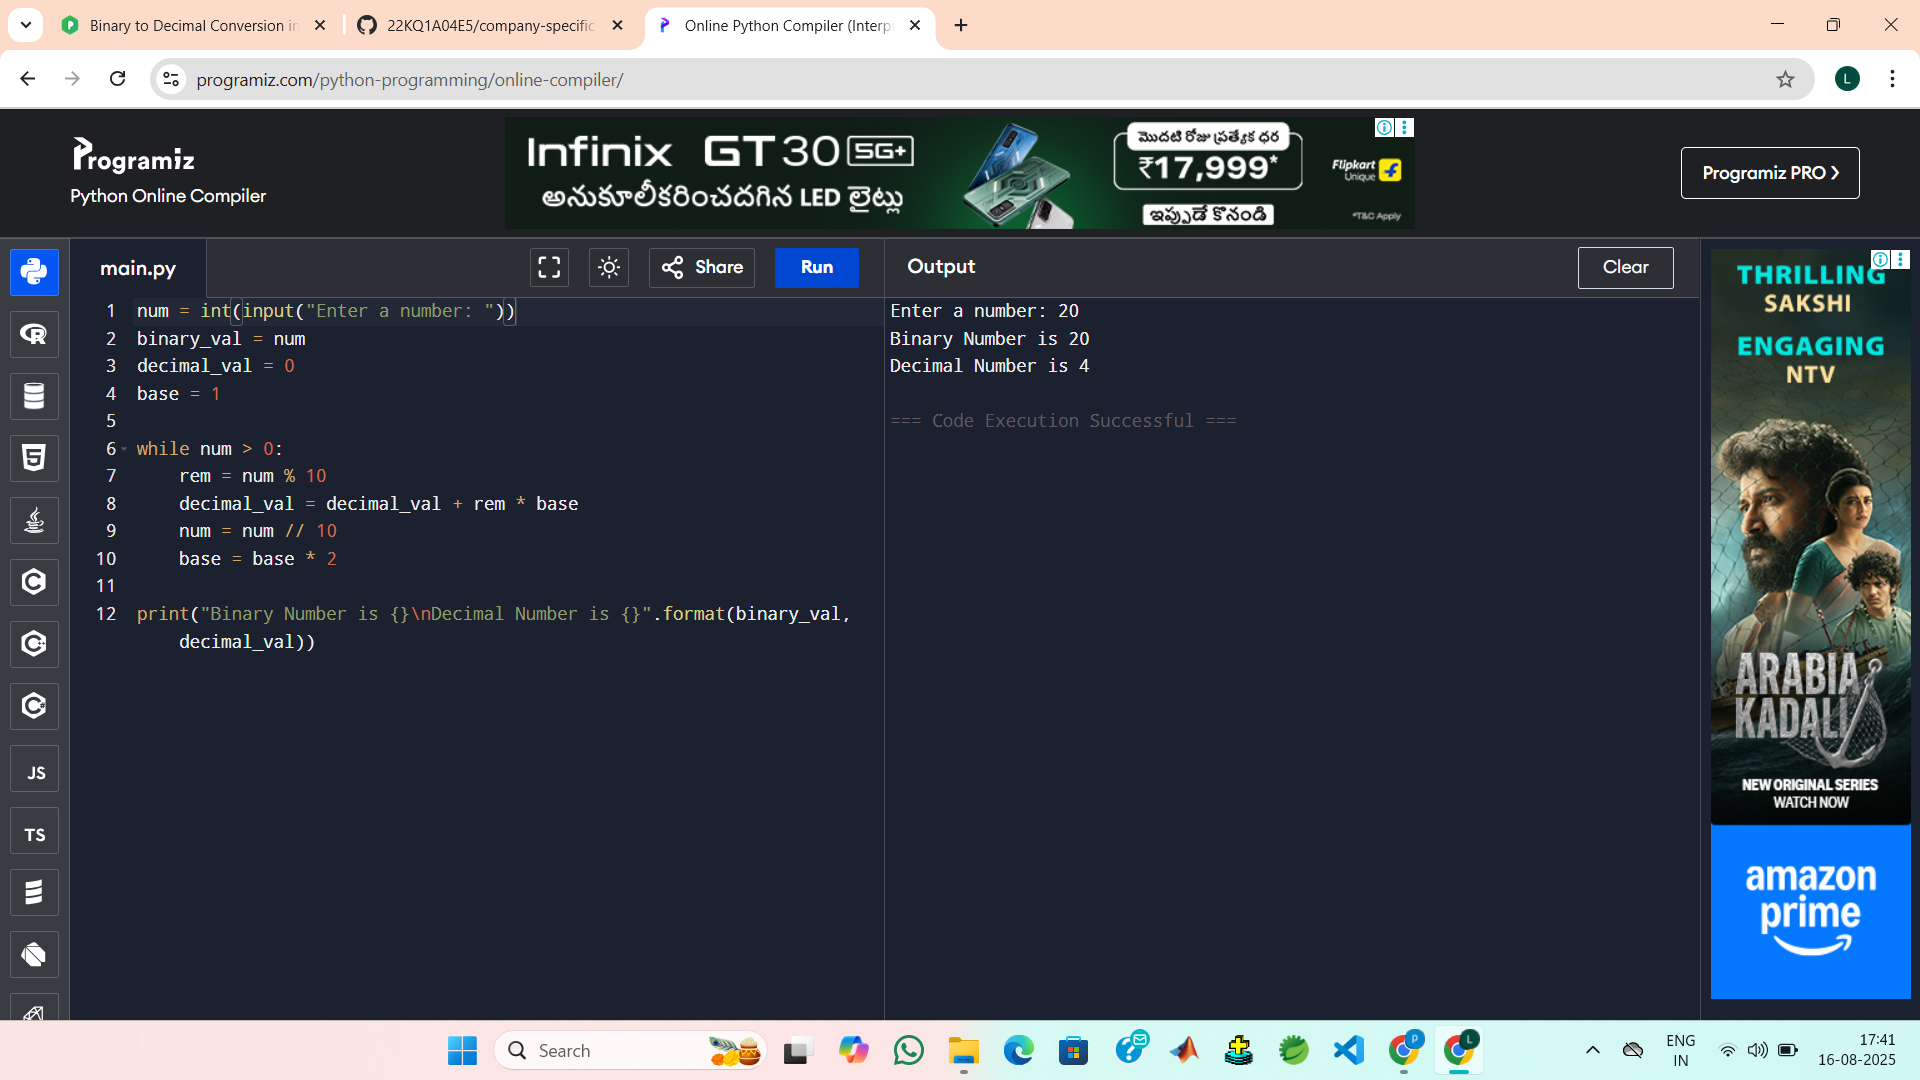 Binary to Decimal Conversion in
22KQ1A04E5/company-specific
Online Python Compiler (Interpr
programiz.com/python-programming/online-compiler/
L
Programiz
Python Online Compiler
Infinix GT 30 5G+
అనుకూలీకరించదగిన LED లైట్లు
మొదటి రోజు ప్రత్యేక ధర
₹17,999*
ఇప్పుడే కొనండి
Flipkart
Unique
*T&C Apply
Programiz PRO ❯
main.py
Share
Run
Output
Clear
1 num = int(input("Enter a number: "))
2 binary_val = num
3 decimal_val = 0
4 base = 1
5
6 while num > 0:
7     rem = num % 10
8     decimal_val = decimal_val + rem * base
9     num = num // 10
10     base = base * 2
11
12 print("Binary Number is {}\nDecimal Number is {}".format(binary_val,
decimal_val))
Enter a number: 20
Binary Number is 20
Decimal Number is 4
=== Code Execution Successful ===
JS
TS
THRILLING
SAKSHI
ENGAGING
NTV
ARABIA
KADALI
NEW ORIGINAL SERIES
WATCH NOW
amazon
prime
Search
P
L
ENG
IN
17:41
16-08-2025